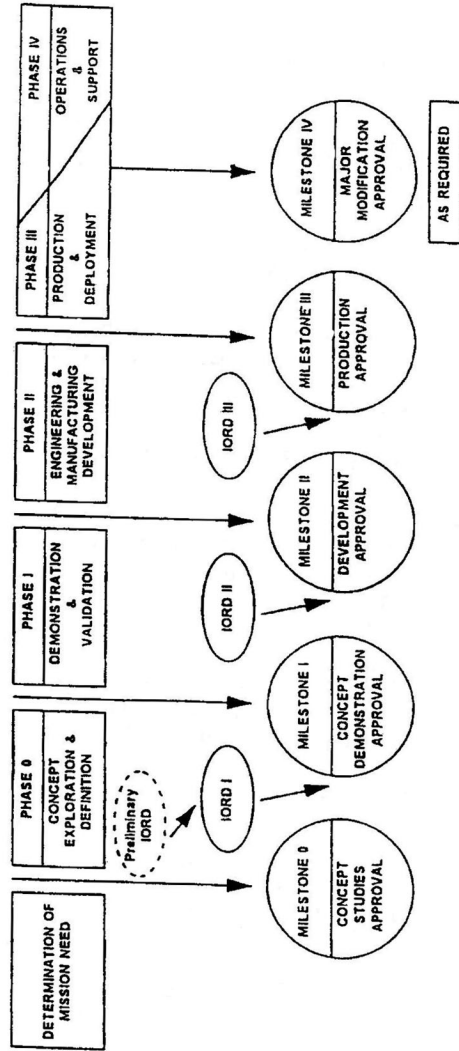 DETERMINATION OF
MISSION NEED
PHASE 0
CONCEPT
EXPLORATION &
DEFINITION
PHASE I
DEMONSTRATION
&
VALIDATION
PHASE II
ENGINEERING &
MANUFACTURING
DEVELOPMENT
PHASE III
PRODUCTION
&
DEPLOYMENT
PHASE IV
OPERATIONS
&
SUPPORT
Preliminary
IORD
IORD I
IORD II
IORD III
MILESTONE 0
CONCEPT
STUDIES
APPROVAL
MILESTONE I
CONCEPT
DEMONSTRATION
APPROVAL
MILESTONE II
DEVELOPMENT
APPROVAL
MILESTONE III
PRODUCTION
APPROVAL
MILESTONE IV
MAJOR
MODIFICATION
APPROVAL
AS REQUIRED